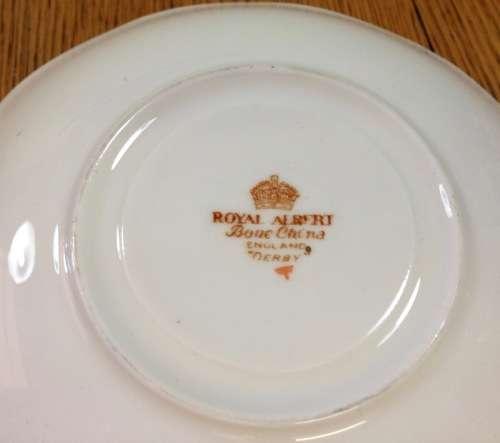 ROYAL ALBERT
Bone China
ENGLAND
"DERBY"